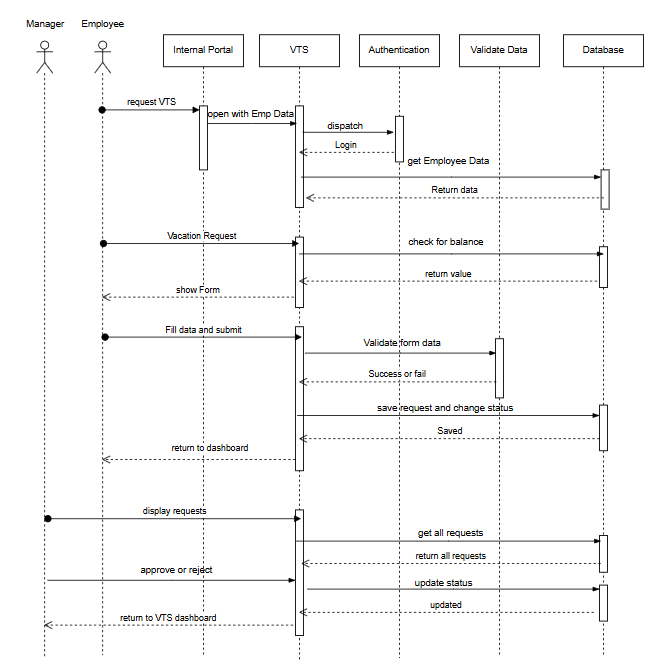 Manager
Employee
Internal Portal
VTS
Authentication
Validate Data
Database
request VTS
open with Emp Data
dispatch
Login
get Employee Data
Return data
Vacation Request
check for balance
return value
show Form
Fill data and submit
Validate form data
Success or fail
save request and change status
Saved
return to dashboard
display requests
get all requests
return all requests
approve or reject
update status
updated
return to VTS dashboard